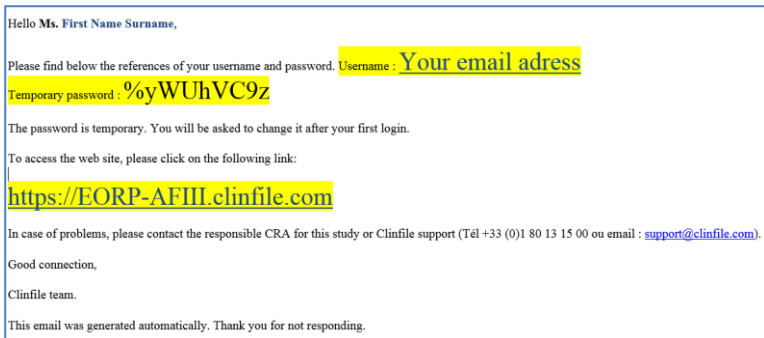 Hello Ms. First Name Surname,
Please find below the references of your username and password. Username : Your email adress
Temporary password : %yWUhVC9z
The password is temporary. You will be asked to change it after your first login.
To access the web site, please click on the following link:
https://EORP-AFIII.clinfile.com
In case of problems, please contact the responsible CRA for this study or Clinfile support (Tél +33 (0)1 80 13 15 00 ou email : support@clinfile.com).
Good connection,
Clinfile team.
This email was generated automatically. Thank you for not responding.